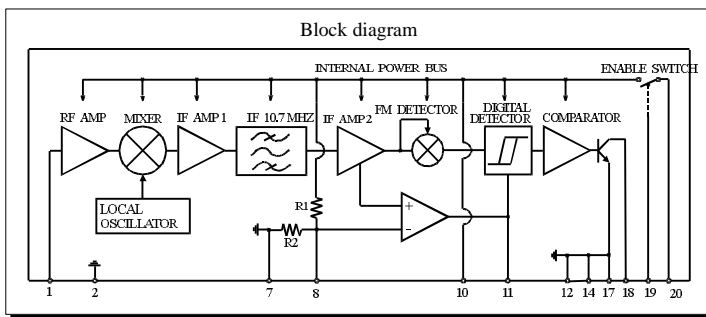 Block diagram
INTERNAL POWER BUS
ENABLE SWITCH
RF AMP
MIXER
IF AMP 1
IF 10.7 MHZ
IF AMP2
FM DETECTOR
DIGITAL
DETECTOR
COMPARATOR
LOCAL
OSCILLATOR
R1
R2
+
-
1 2 7 8 10 11 12 14 17 18 19 20